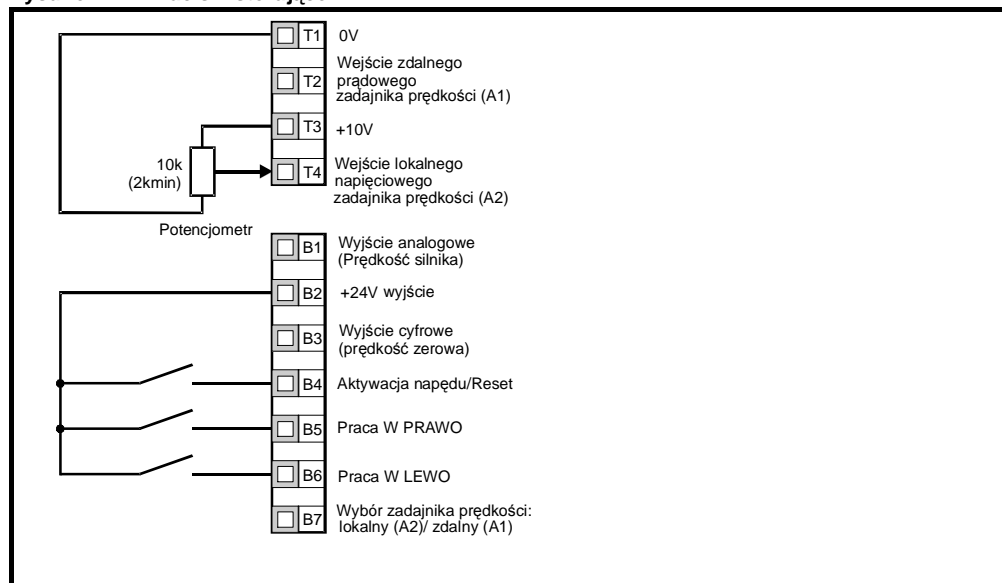 T1 0V
T2 Wejście zdalnego
prądowego
zadajnika prędkości (A1)
T3 +10V
10k
(2kmin)
T4 Wejście lokalnego
napięciowego
zadajnika prędkości (A2)
Potencjometr
B1 Wyjście analogowe
(Prędkość silnika)
B2 +24V wyjście
B3 Wyjście cyfrowe
(prędkość zerowa)
B4 Aktywacja napędu/Reset
B5 Praca W PRAWO
B6 Praca W LEWO
B7 Wybór zadajnika prędkości:
lokalny (A2)/ zdalny (A1)